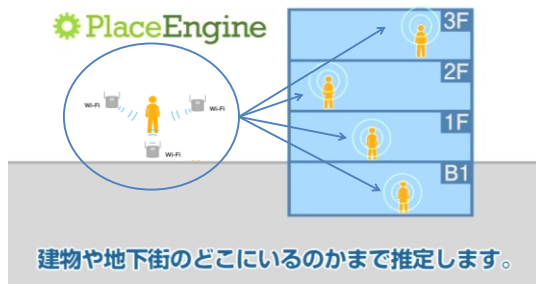 PlaceEngine
3F
Wi-Fi
Wi-Fi
2F
Wi-Fi
1F
B1
建物や地下街のどこにいるのかまで推定します。